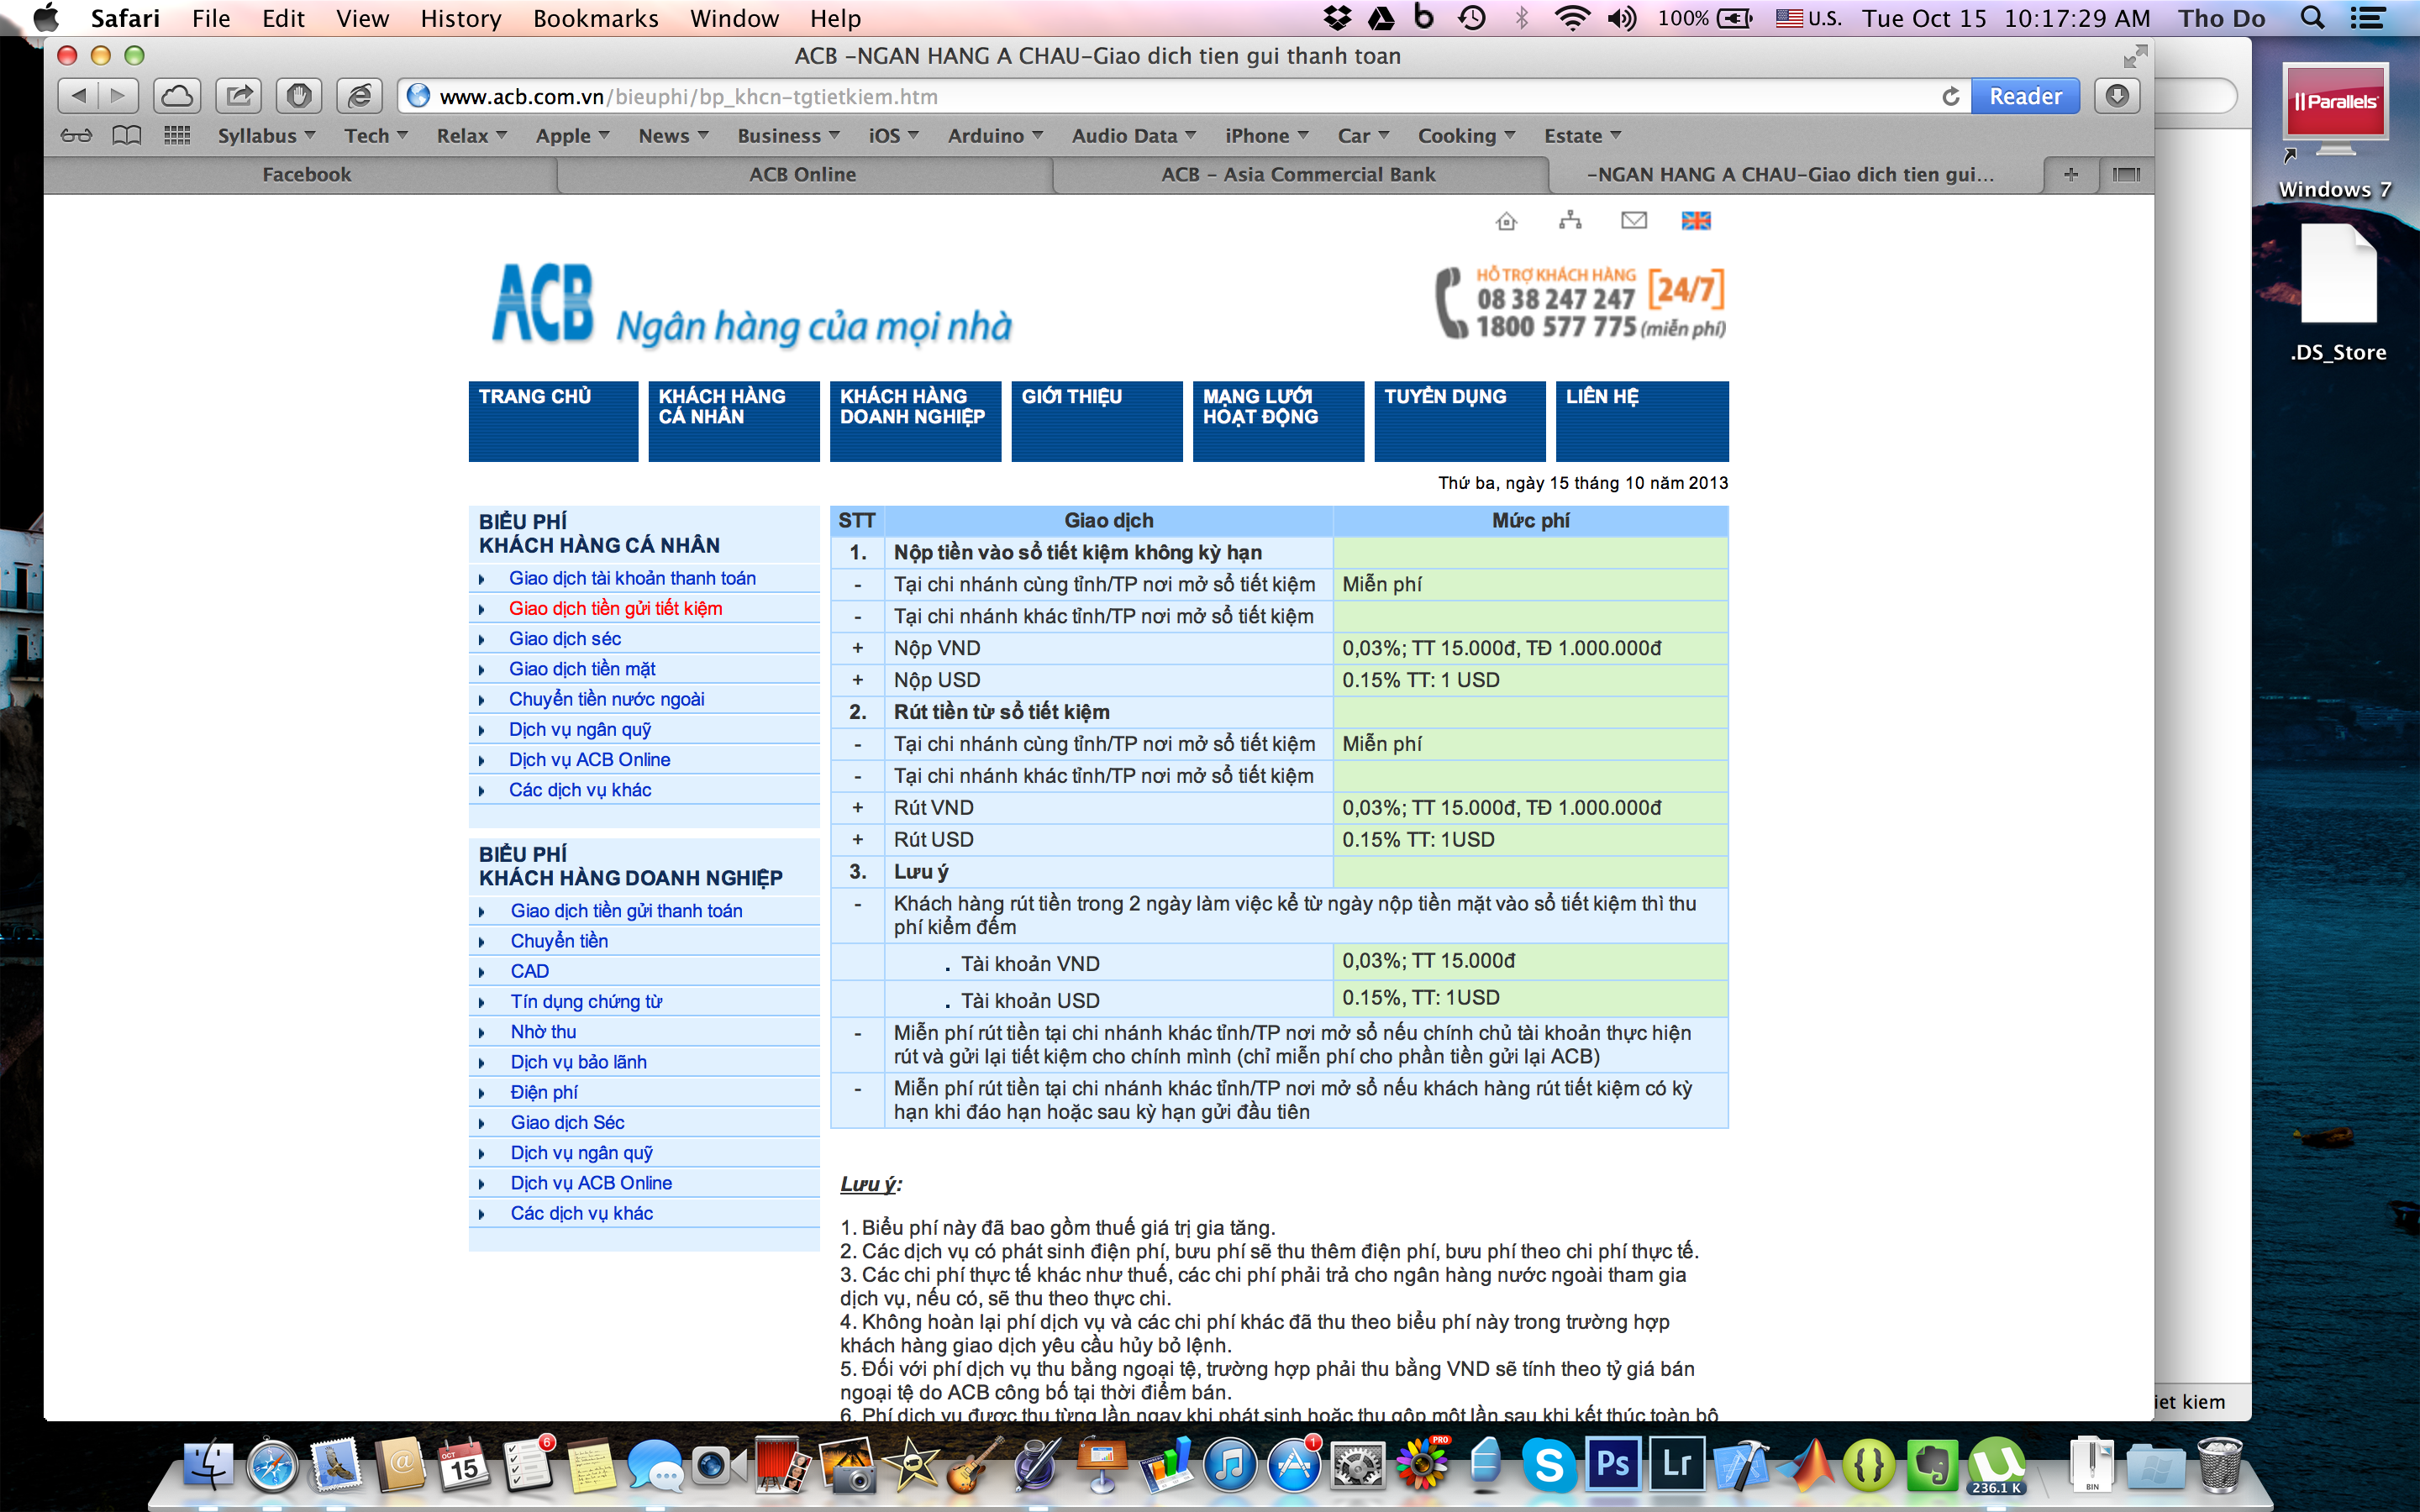 Safari File Edit View History Bookmarks Window Help 100% U.S. Tue Oct 15 10:17:29 AM Tho Do
ACB -NGAN HANG A CHAU-Giao dich tien gui thanh toan
www.acb.com.vn/bieuphi/bp_khcn-tgtietkiem.htm Reader
Syllabus Tech Relax Apple News Business iOS Arduino Audio Data iPhone Car Cooking Estate
Facebook ACB Online ACB - Asia Commercial Bank -NGAN HANG A CHAU-Giao dich tien gui...
Parallels
Windows 7
.DS_Store
ACB Ngân hàng của mọi nhà
HỖ TRỢ KHÁCH HÀNG [24/7]
08 38 247 247
1800 577 775 (miễn phí)
TRANG CHỦ
KHÁCH HÀNG
CÁ NHÂN
KHÁCH HÀNG
DOANH NGHIỆP
GIỚI THIỆU
MẠNG LƯỚI
HOẠT ĐỘNG
TUYỂN DỤNG
LIÊN HỆ
Thứ ba, ngày 15 tháng 10 năm 2013
BIỂU PHÍ
KHÁCH HÀNG CÁ NHÂN
Giao dịch tài khoản thanh toán
Giao dịch tiền gửi tiết kiệm
Giao dịch séc
Giao dịch tiền mặt
Chuyển tiền nước ngoài
Dịch vụ ngân quỹ
Dịch vụ ACB Online
Các dịch vụ khác
BIỂU PHÍ
KHÁCH HÀNG DOANH NGHIỆP
Giao dịch tiền gửi thanh toán
Chuyển tiền
CAD
Tín dụng chứng từ
Nhờ thu
Dịch vụ bảo lãnh
Điện phí
Giao dịch Séc
Dịch vụ ngân quỹ
Dịch vụ ACB Online
Các dịch vụ khác
STT Giao dịch Mức phí
1. Nộp tiền vào sổ tiết kiệm không kỳ hạn
- Tại chi nhánh cùng tỉnh/TP nơi mở sổ tiết kiệm Miễn phí
- Tại chi nhánh khác tỉnh/TP nơi mở sổ tiết kiệm
+ Nộp VND 0,03%; TT 15.000đ, TĐ 1.000.000đ
+ Nộp USD 0.15% TT: 1 USD
2. Rút tiền từ sổ tiết kiệm
- Tại chi nhánh cùng tỉnh/TP nơi mở sổ tiết kiệm Miễn phí
- Tại chi nhánh khác tỉnh/TP nơi mở sổ tiết kiệm
+ Rút VND 0,03%; TT 15.000đ, TĐ 1.000.000đ
+ Rút USD 0.15% TT: 1USD
3. Lưu ý
- Khách hàng rút tiền trong 2 ngày làm việc kể từ ngày nộp tiền mặt vào sổ tiết kiệm thì thu
phí kiểm đếm
. Tài khoản VND 0,03%; TT 15.000đ
. Tài khoản USD 0.15%, TT: 1USD
- Miễn phí rút tiền tại chi nhánh khác tỉnh/TP nơi mở sổ nếu chính chủ tài khoản thực hiện
rút và gửi lại tiết kiệm cho chính mình (chỉ miễn phí cho phần tiền gửi lại ACB)
- Miễn phí rút tiền tại chi nhánh khác tỉnh/TP nơi mở sổ nếu khách hàng rút tiết kiệm có kỳ
hạn khi đáo hạn hoặc sau kỳ hạn gửi đầu tiên
Lưu ý:
1. Biểu phí này đã bao gồm thuế giá trị gia tăng.
2. Các dịch vụ có phát sinh điện phí, bưu phí sẽ thu thêm điện phí, bưu phí theo chi phí thực tế.
3. Các chi phí thực tế khác như thuế, các chi phí phải trả cho ngân hàng nước ngoài tham gia
dịch vụ, nếu có, sẽ thu theo thực chi.
4. Không hoàn lại phí dịch vụ và các chi phí khác đã thu theo biểu phí này trong trường hợp
khách hàng giao dịch yêu cầu hủy bỏ lệnh.
5. Đối với phí dịch vụ thu bằng ngoại tệ, trường hợp phải thu bằng VND sẽ tính theo tỷ giá bán
ngoại tệ do ACB công bố tại thời điểm bán.
6. Phí dịch vụ được thu từng lần ngay khi phát sinh hoặc thu gộp một lần sau khi kết thúc toàn bộ
iet kiem
OCT
15
6
1
PRO
S
Ps
Lr
236.1 K
BIN